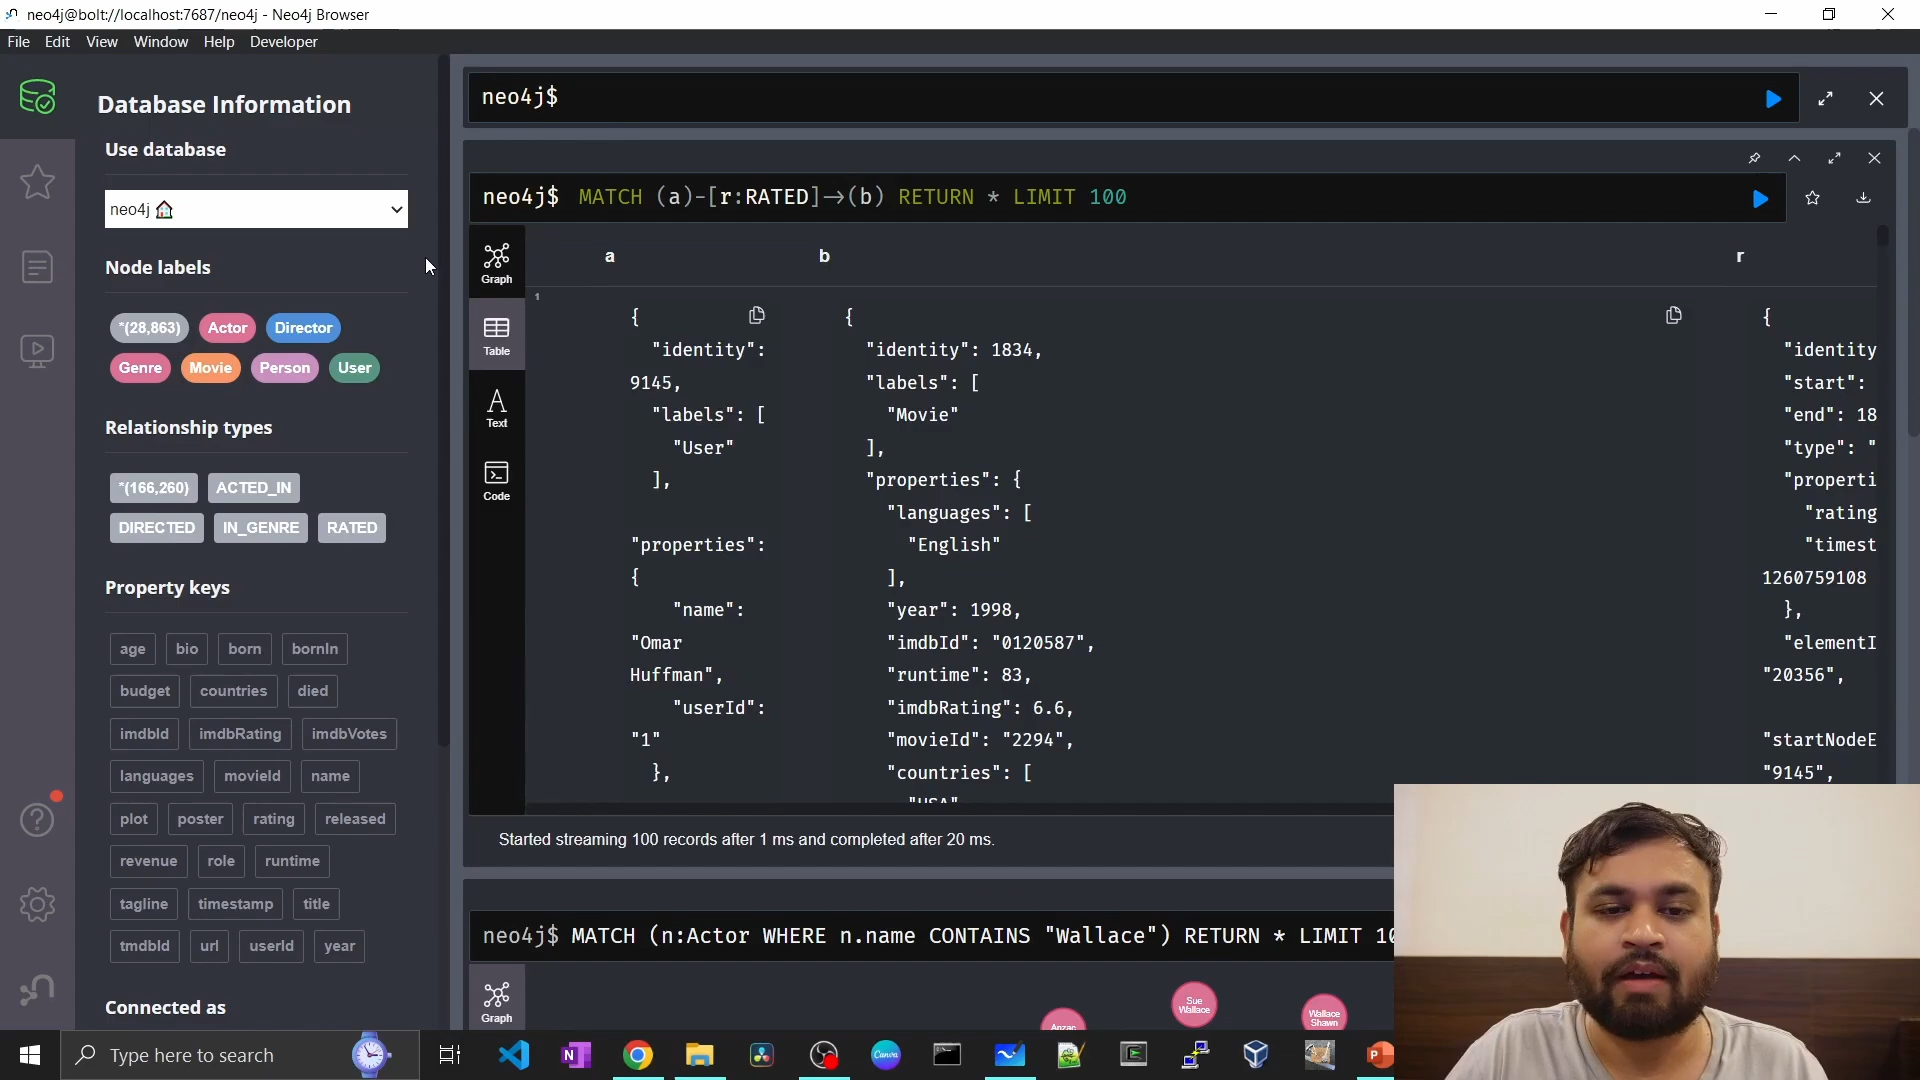 neo4j@bolt://localhost:7687/neo4j - Neo4j Browser
File Edit View Window Help Developer
Database Information
Use database
neo4j
Node labels
*(28,863) Actor Director
Genre Movie Person User
Relationship types
*(166,260) ACTED_IN
DIRECTED IN_GENRE RATED
Property keys
age bio born bornIn
budget countries died
imdbId imdbRating imdbVotes
languages movieId name
plot poster rating released
revenue role runtime
tagline timestamp title
tmdbId url userId year
Connected as
neo4j$
neo4j$ MATCH (a)-[r:RATED]->(b) RETURN * LIMIT 100
Graph
Table
Text
Code
a b r
1
{
"identity":
9145,
"labels": [
"User"
],
"properties":
{
"name":
"Omar
Huffman",
"userId":
"1"
},
{
"identity": 1834,
"labels": [
"Movie"
],
"properties": {
"languages": [
"English"
],
"year": 1998,
"imdbId": "0120587",
"runtime": 83,
"imdbRating": 6.6,
"movieId": "2294",
"countries": [
"USA"
{
"identity
"start":
"end": 18
"type": "
"properti
"rating
"timest
1260759108
},
"elementI
"20356",
"startNodeE
"9145",
Started streaming 100 records after 1 ms and completed after 20 ms.
neo4j$ MATCH (n:Actor WHERE n.name CONTAINS "Wallace") RETURN * LIMIT 10
Graph
Anzac
Sue
Wallace
Wallace
Shawn
Type here to search